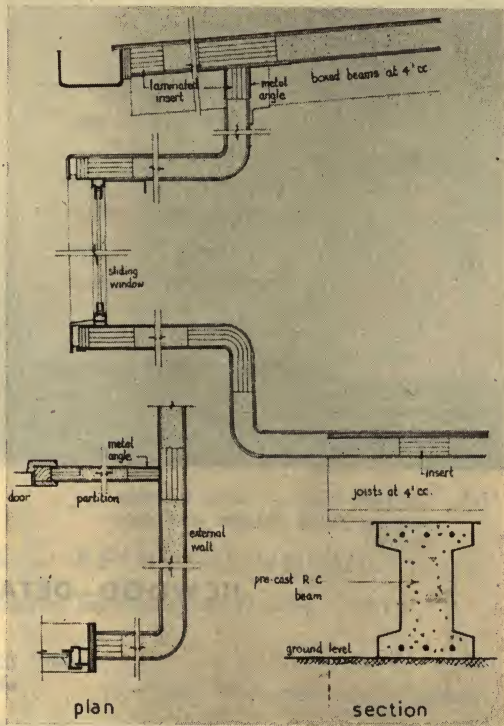 laminated
insert
metal
angle
boxed beams at 4' cc
sliding
window
metal
angle
door
partition
insert
joists at 4' cc.
external
wall
pre-cast R C
beam
ground level
plan
section